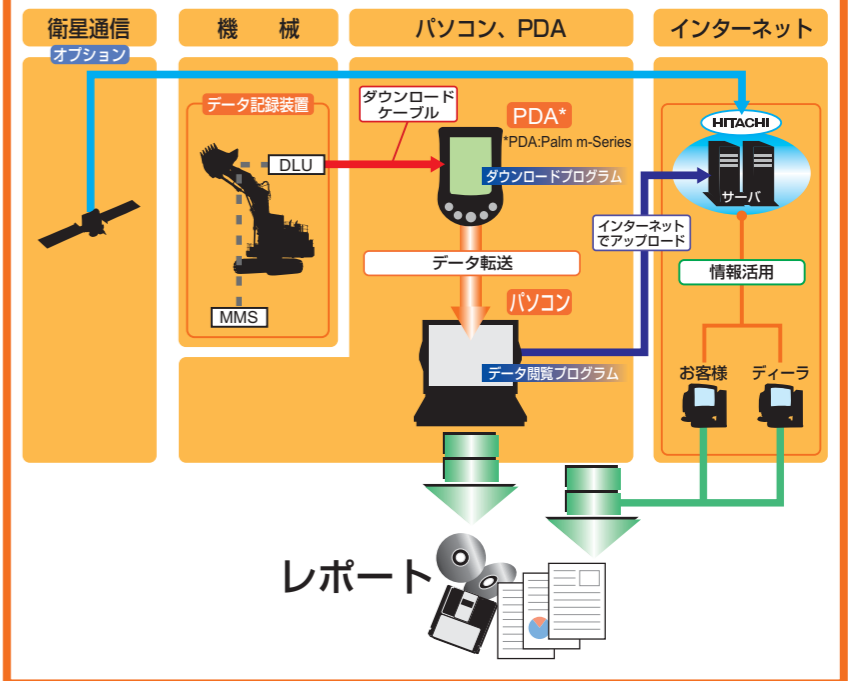 衛星通信
機 械
パソコン、PDA
インターネット
オプション
データ記録装置
ダウンロード
ケーブル
PDA*
*PDA:Palm m-Series
HITACHI
DLU
ダウンロードプログラム
サーバ
インターネット
でアップロード
データ転送
情報活用
MMS
パソコン
データ閲覧プログラム
お客様
ディーラ
レポート